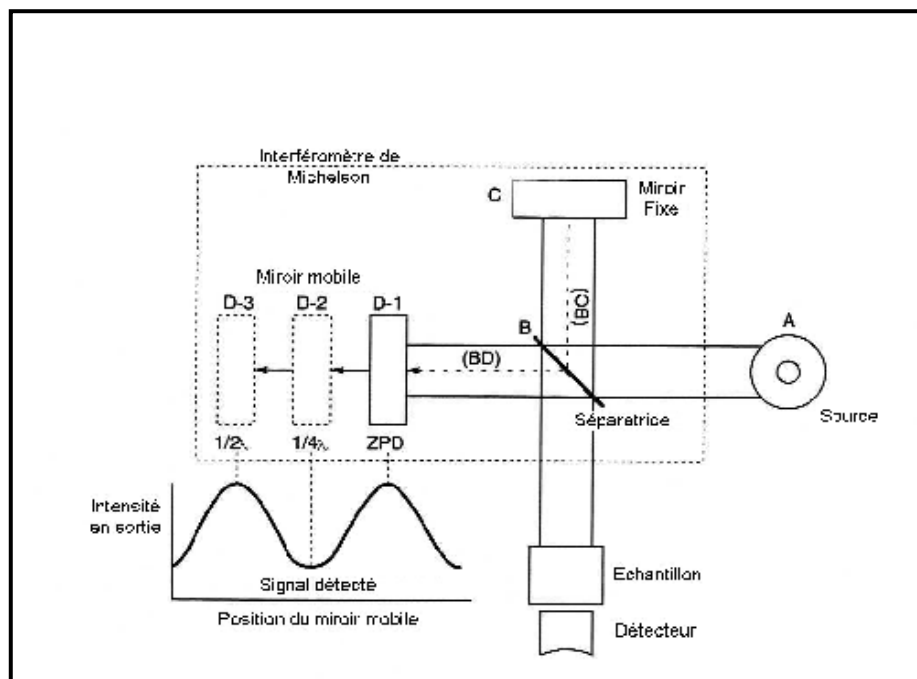 Interféromètre de
Michelson
C
Miroir
Fixe
Miroir mobile
D-3 D-2 D-1
B
(BC)
A
(BD)
Séparatrice
Source
1/2λ 1/4λ ZPD
Intensité
en sortie
Signal détecté
Position du miroir mobile
Echantillon
Détecteur